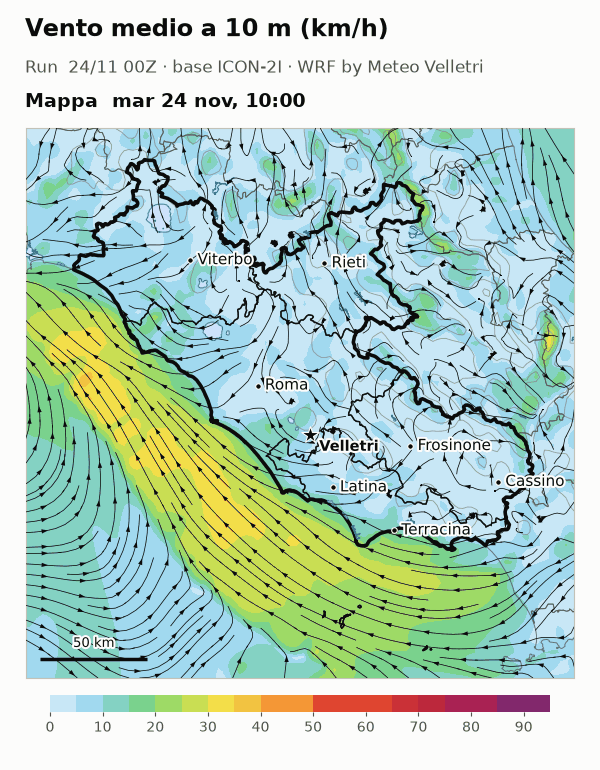 Vento medio a 10 m (km/h)
Run  24/11 00Z · base ICON-2I · WRF by Meteo Velletri
Mappa  mar 24 nov, 10:00
Viterbo
Rieti
Roma
Velletri
Frosinone
Latina
Cassino
Terracina
50 km
0 10 20 30 40 50 60 70 80 90